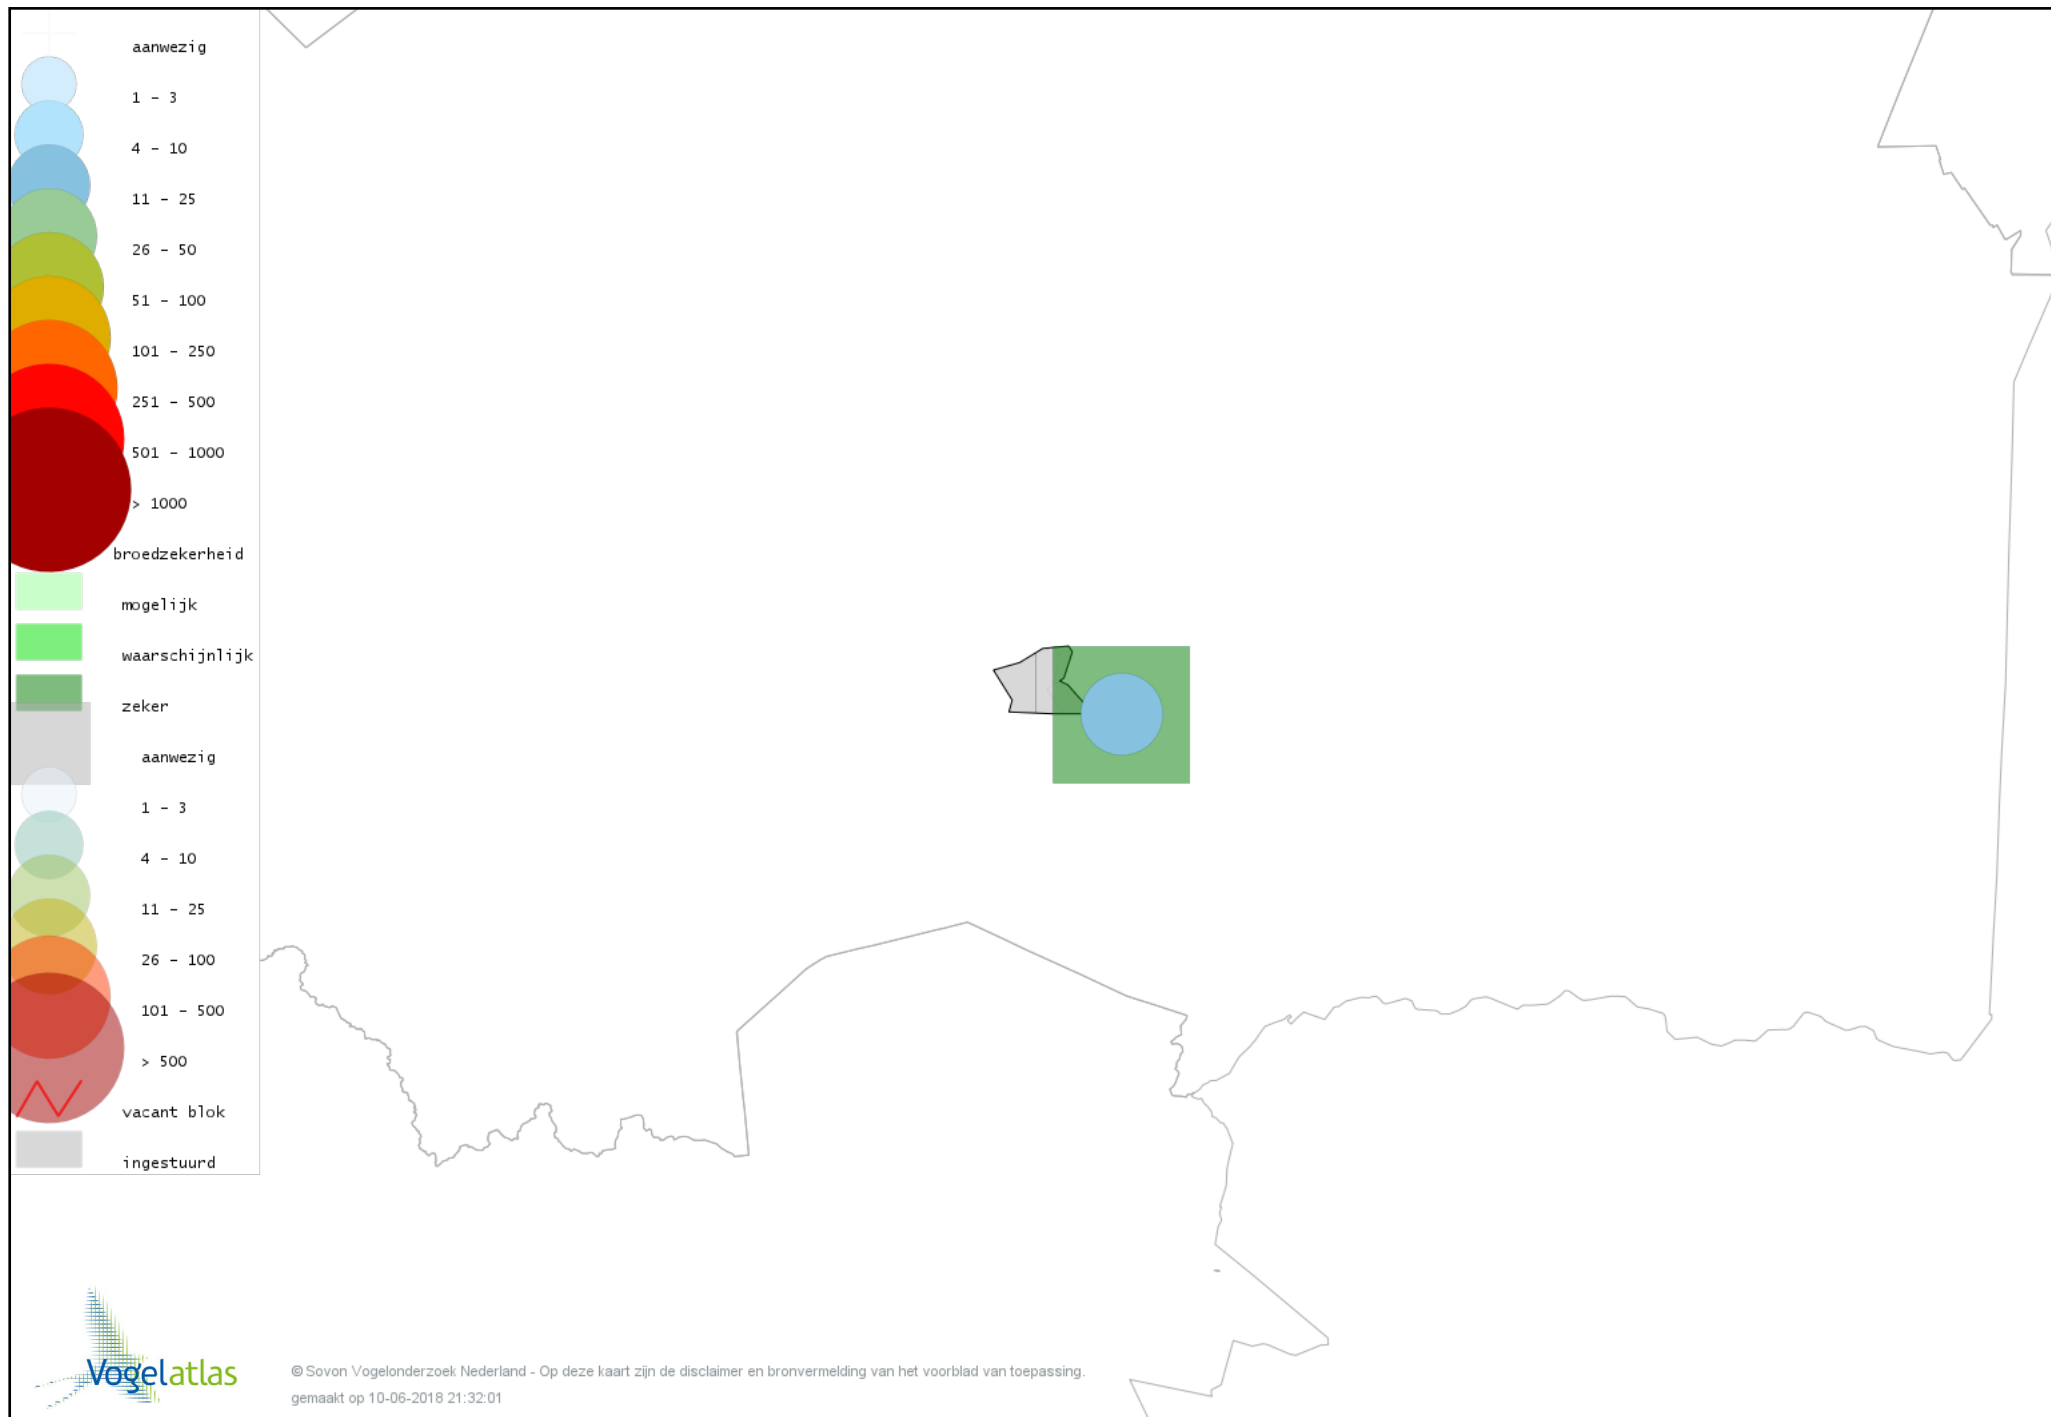 aanwezig
1 - 3
4 - 10
11 - 25
26 - 50
51 - 100
101 - 250
251 - 500
501 - 1000
> 1000
broedzekerheid
mogelijk
waarschijnlijk
zeker
aanwezig
1 - 3
4 - 10
11 - 25
26 - 100
101 - 500
> 500
vacant blok
ingestuurd
Vogelatlas
© Sovon Vogelonderzoek Nederland - Op deze kaart zijn de disclaimer en bronvermelding van het voorblad van toepassing.
gemaakt op 10-06-2018 21:32:01